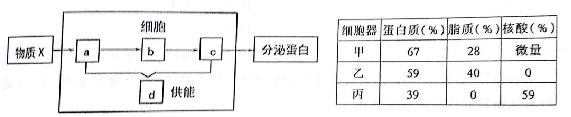 细胞
物质X a b c 分泌蛋白
d 供能
细胞器 蛋白质(%) 脂质(%) 核酸(%)
甲 67 28 微量
乙 59 40 0
丙 39 0 59